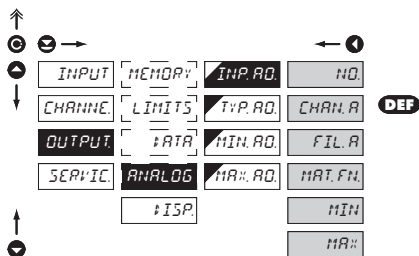 INPUT MEMORY INP. AO. NO.
CHANNE. LIMITS TYP. AO. CHAN. A DEF
OUTPUT. DATA MIN. AO. FIL. A
SERVIC. ANALOG MAX. AO. MAT. FN.
DISP. MIN
MAX